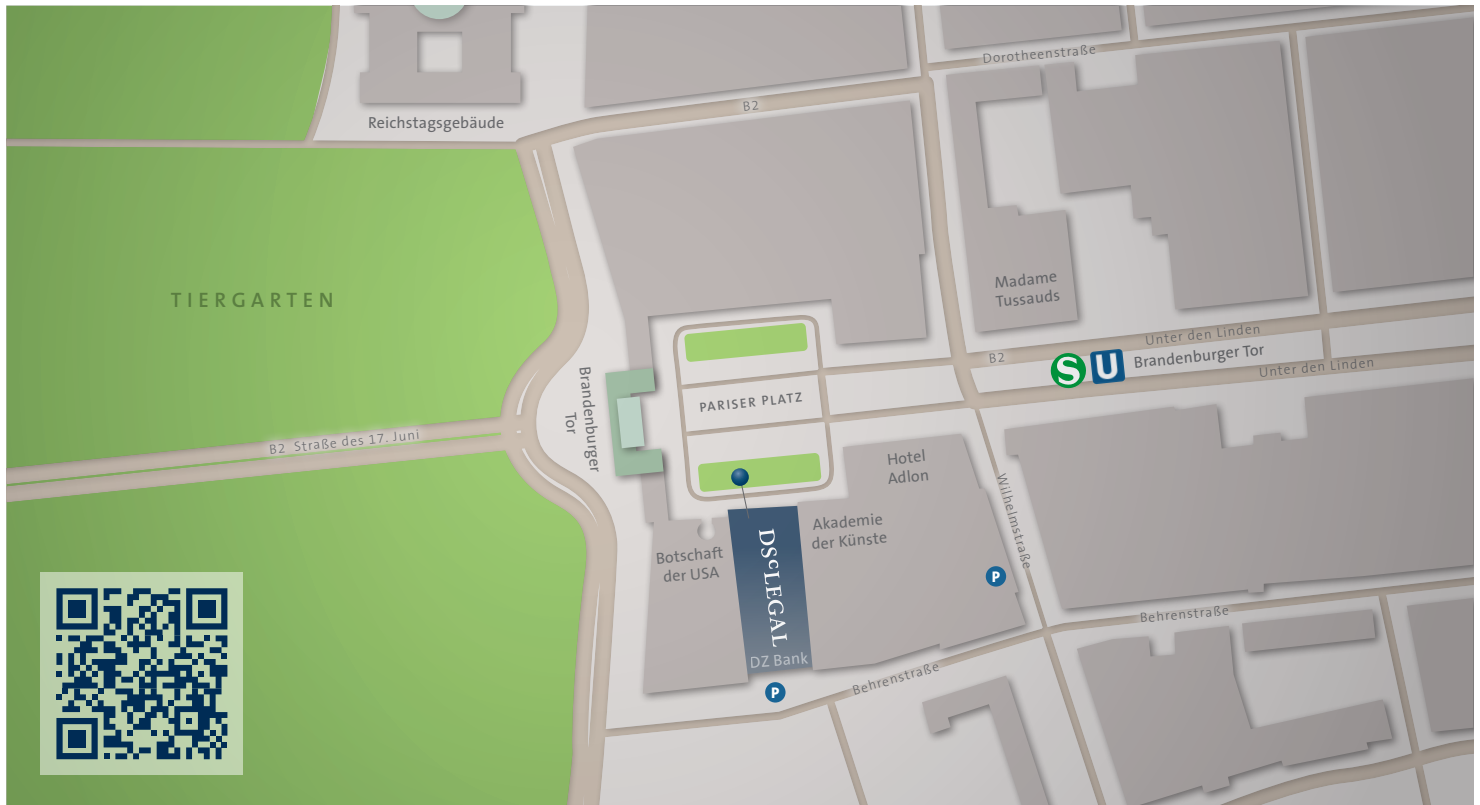 Dorotheenstraße
B2
Reichstagsgebäude
TIERGARTEN
Madame
Tussauds
Unter den Linden
B2
S
U
Brandenburger Tor
Unter den Linden
Brandenburger
Tor
PARISER PLATZ
B2 Straße des 17. Juni
Hotel
Adlon
Wilhelmstraße
Akademie
der Künste
Botschaft
der USA
DScLEGAL
DZ Bank
P
P
Behrenstraße
Behrenstraße